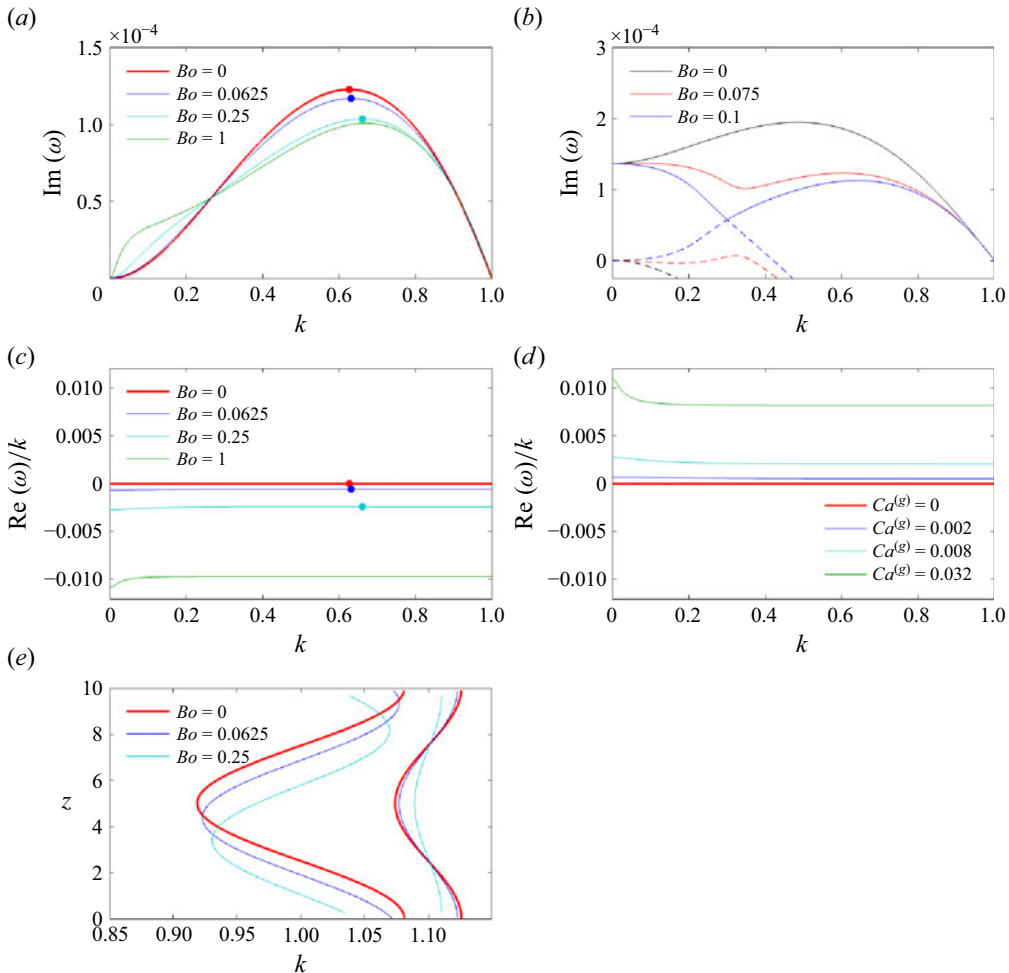 (a)
×10⁻⁴
1.5
1.0
0.5
0
0.2
0.4
0.6
0.8
1.0
Im (ω)
k
Bo = 0
Bo = 0.0625
Bo = 0.25
Bo = 1
(b)
×10⁻⁴
3
2
1
0
0
0.2
0.4
0.6
0.8
1.0
Im (ω)
k
Bo = 0
Bo = 0.075
Bo = 0.1
(c)
0.010
0.005
0
−0.005
−0.010
0
0.2
0.4
0.6
0.8
1.0
Re (ω)/k
k
Bo = 0
Bo = 0.0625
Bo = 0.25
Bo = 1
(d)
0.010
0.005
0
−0.005
−0.010
0
0.2
0.4
0.6
0.8
1.0
Re (ω)/k
k
Ca⁽ᵍ⁾ = 0
Ca⁽ᵍ⁾ = 0.002
Ca⁽ᵍ⁾ = 0.008
Ca⁽ᵍ⁾ = 0.032
(e)
10
8
6
4
2
0
0.85
0.90
0.95
1.00
1.05
1.10
z
k
Bo = 0
Bo = 0.0625
Bo = 0.25